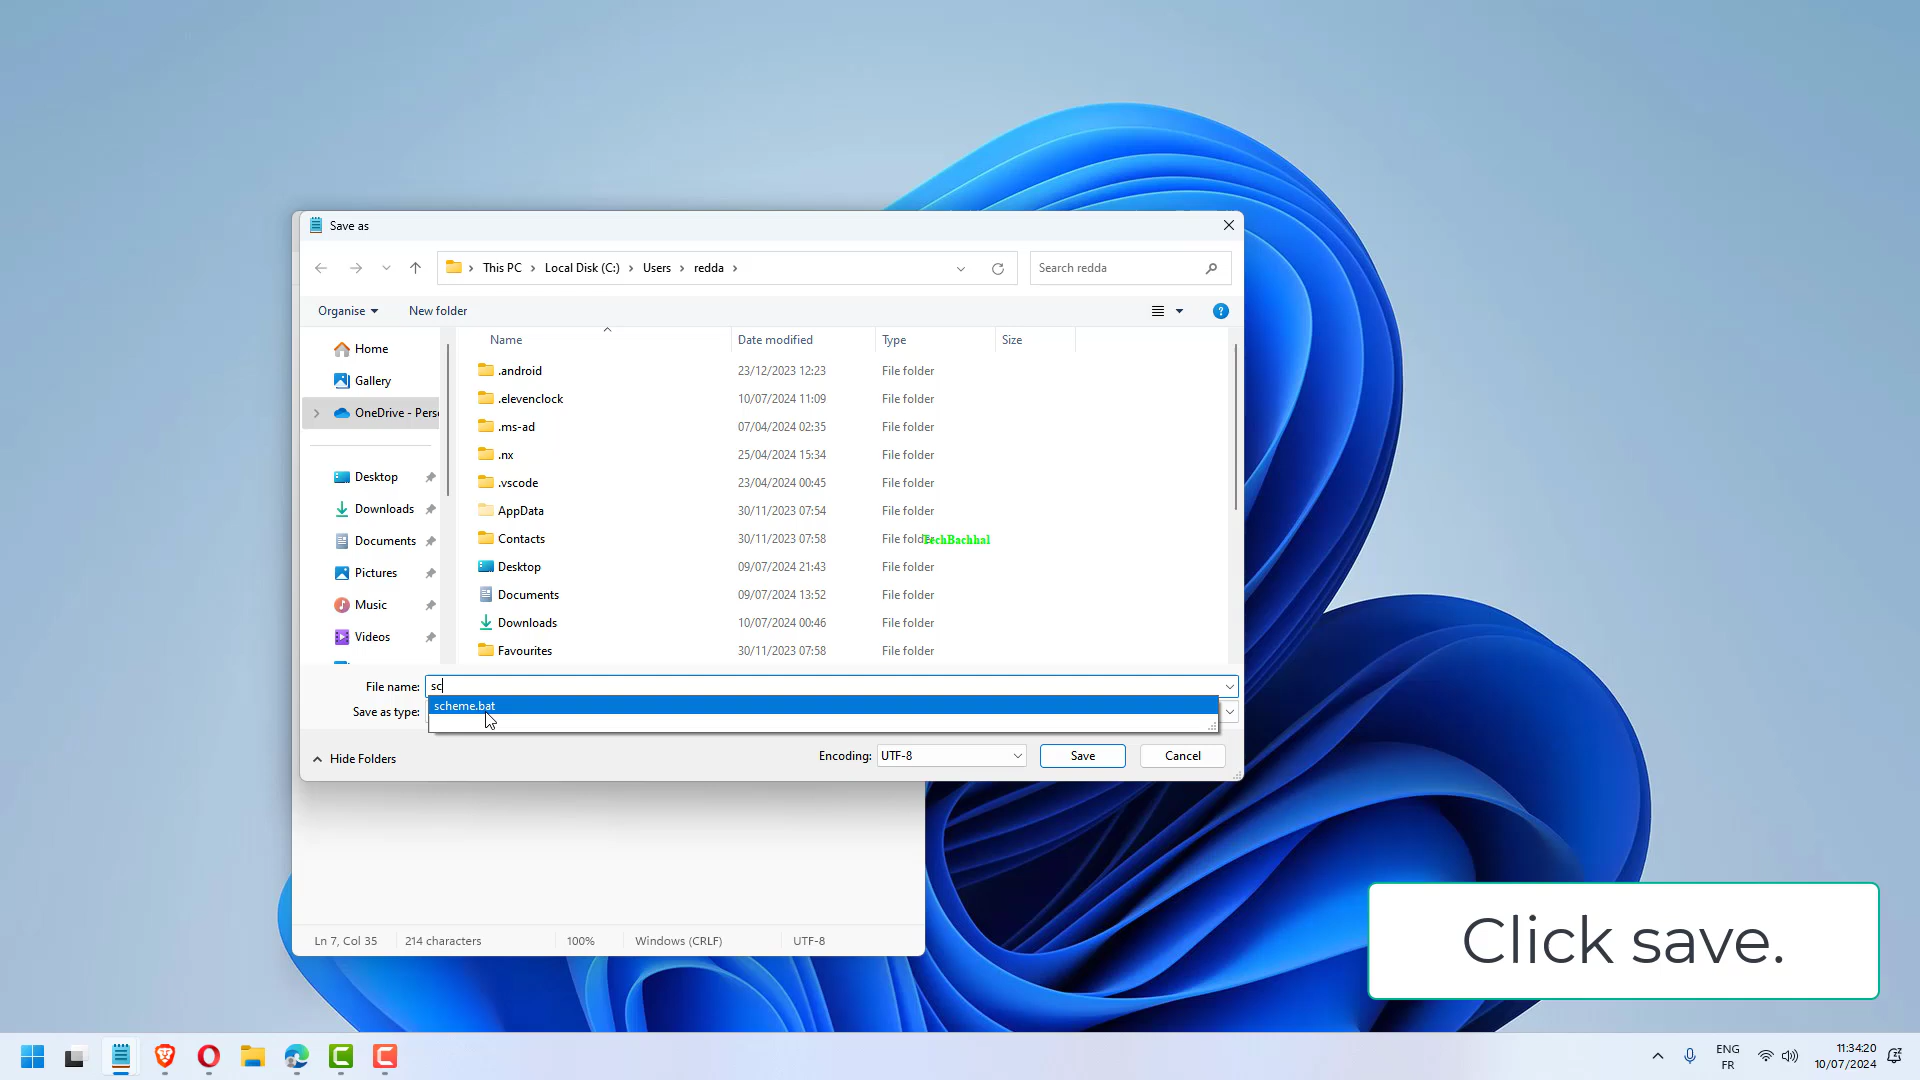 Save as
This PC > Local Disk (C:) > Users > redda >
Search redda
Organise
New folder
Name
Date modified
Type
Size
Home
Gallery
OneDrive - Pers
Desktop
Downloads
Documents
Pictures
Music
Videos
.android 23/12/2023 12:23 File folder
.elevenclock 10/07/2024 11:09 File folder
.ms-ad 07/04/2024 02:35 File folder
.nx 25/04/2024 15:34 File folder
.vscode 23/04/2024 00:45 File folder
AppData 30/11/2023 07:54 File folder
Contacts 30/11/2023 07:58 File folder
TechBachhal
Desktop 09/07/2024 21:43 File folder
Documents 09/07/2024 13:52 File folder
Downloads 10/07/2024 00:46 File folder
Favourites 30/11/2023 07:58 File folder
File name: sc
scheme.bat
Save as type:
Hide Folders
Encoding: UTF-8
Save
Cancel
Ln 7, Col 35
214 characters
100%
Windows (CRLF)
UTF-8
Click save.
ENG
FR
11:34:20
10/07/2024